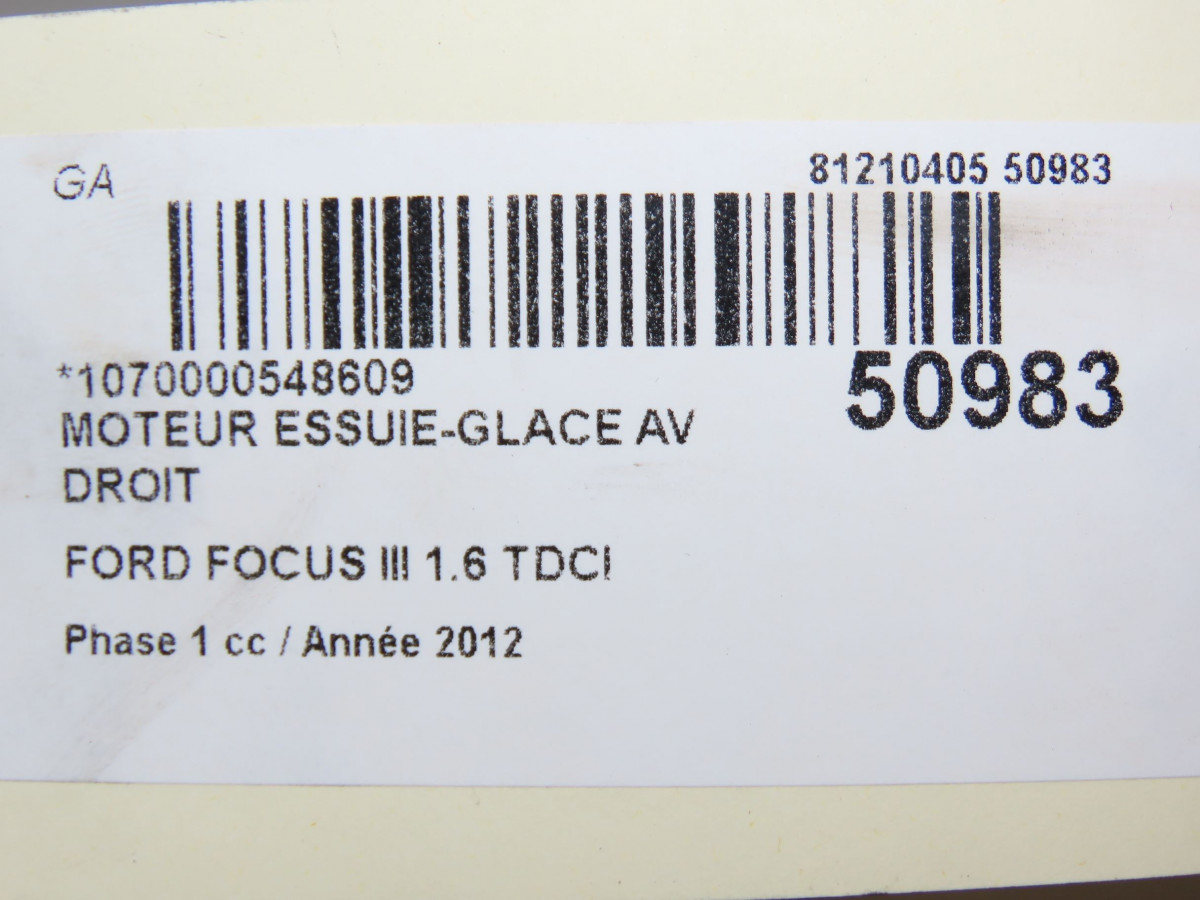 GA
81210405 50983
*1070000548609
50983
MOTEUR ESSUIE-GLACE AV
DROIT
FORD FOCUS III 1.6 TDCI
Phase 1 cc / Année 2012